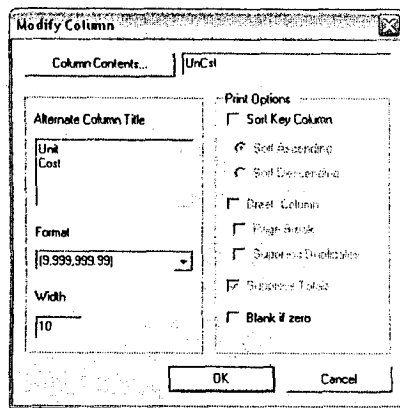 Modify Column
Column Contents...
UnCst
Alternate Column Title
Unit
Cost
Format
(9,999,999.99)
Width
10
Print Options
Sort Key Column
Sort Ascending
Sort Descending
Break Column
Page Break
Suppress Duplicates
Suppress Totals
Blank if zero
OK
Cancel